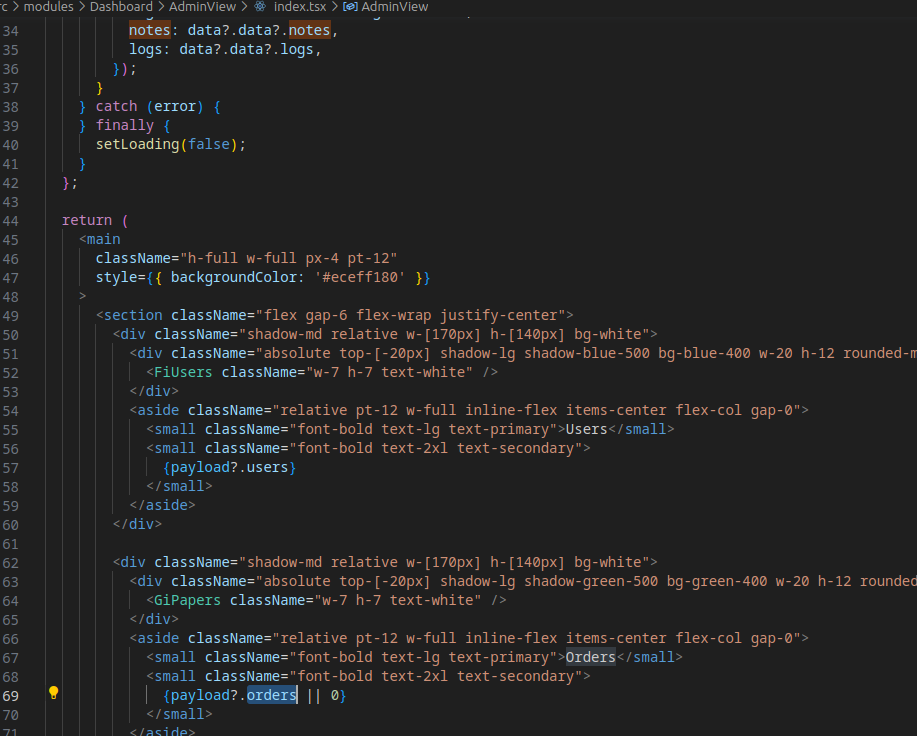 rc > modules > Dashboard > AdminView > index.tsx > AdminView
34 notes: data?.data?.notes,
35 logs: data?.data?.logs,
36 });
37 }
38 } catch (error) {
39 } finally {
40 setLoading(false);
41 }
42 };
43
44 return (
45 <main
46 className="h-full w-full px-4 pt-12"
47 style={{ backgroundColor: '#eceff180' }}
48 >
49 <section className="flex gap-6 flex-wrap justify-center">
50 <div className="shadow-md relative w-[170px] h-[140px] bg-white">
51 <div className="absolute top-[-20px] shadow-lg shadow-blue-500 bg-blue-400 w-20 h-12 rounded-m
52 <FiUsers className="w-7 h-7 text-white" />
53 </div>
54 <aside className="relative pt-12 w-full inline-flex items-center flex-col gap-0">
55 <small className="font-bold text-lg text-primary">Users</small>
56 <small className="font-bold text-2xl text-secondary">
57 {payload?.users}
58 </small>
59 </aside>
60 </div>
61
62 <div className="shadow-md relative w-[170px] h-[140px] bg-white">
63 <div className="absolute top-[-20px] shadow-lg shadow-green-500 bg-green-400 w-20 h-12 rounded
64 <GiPapers className="w-7 h-7 text-white" />
65 </div>
66 <aside className="relative pt-12 w-full inline-flex items-center flex-col gap-0">
67 <small className="font-bold text-lg text-primary">Orders</small>
68 <small className="font-bold text-2xl text-secondary">
69 {payload?.orders || 0}
70 </small>
71 </aside>